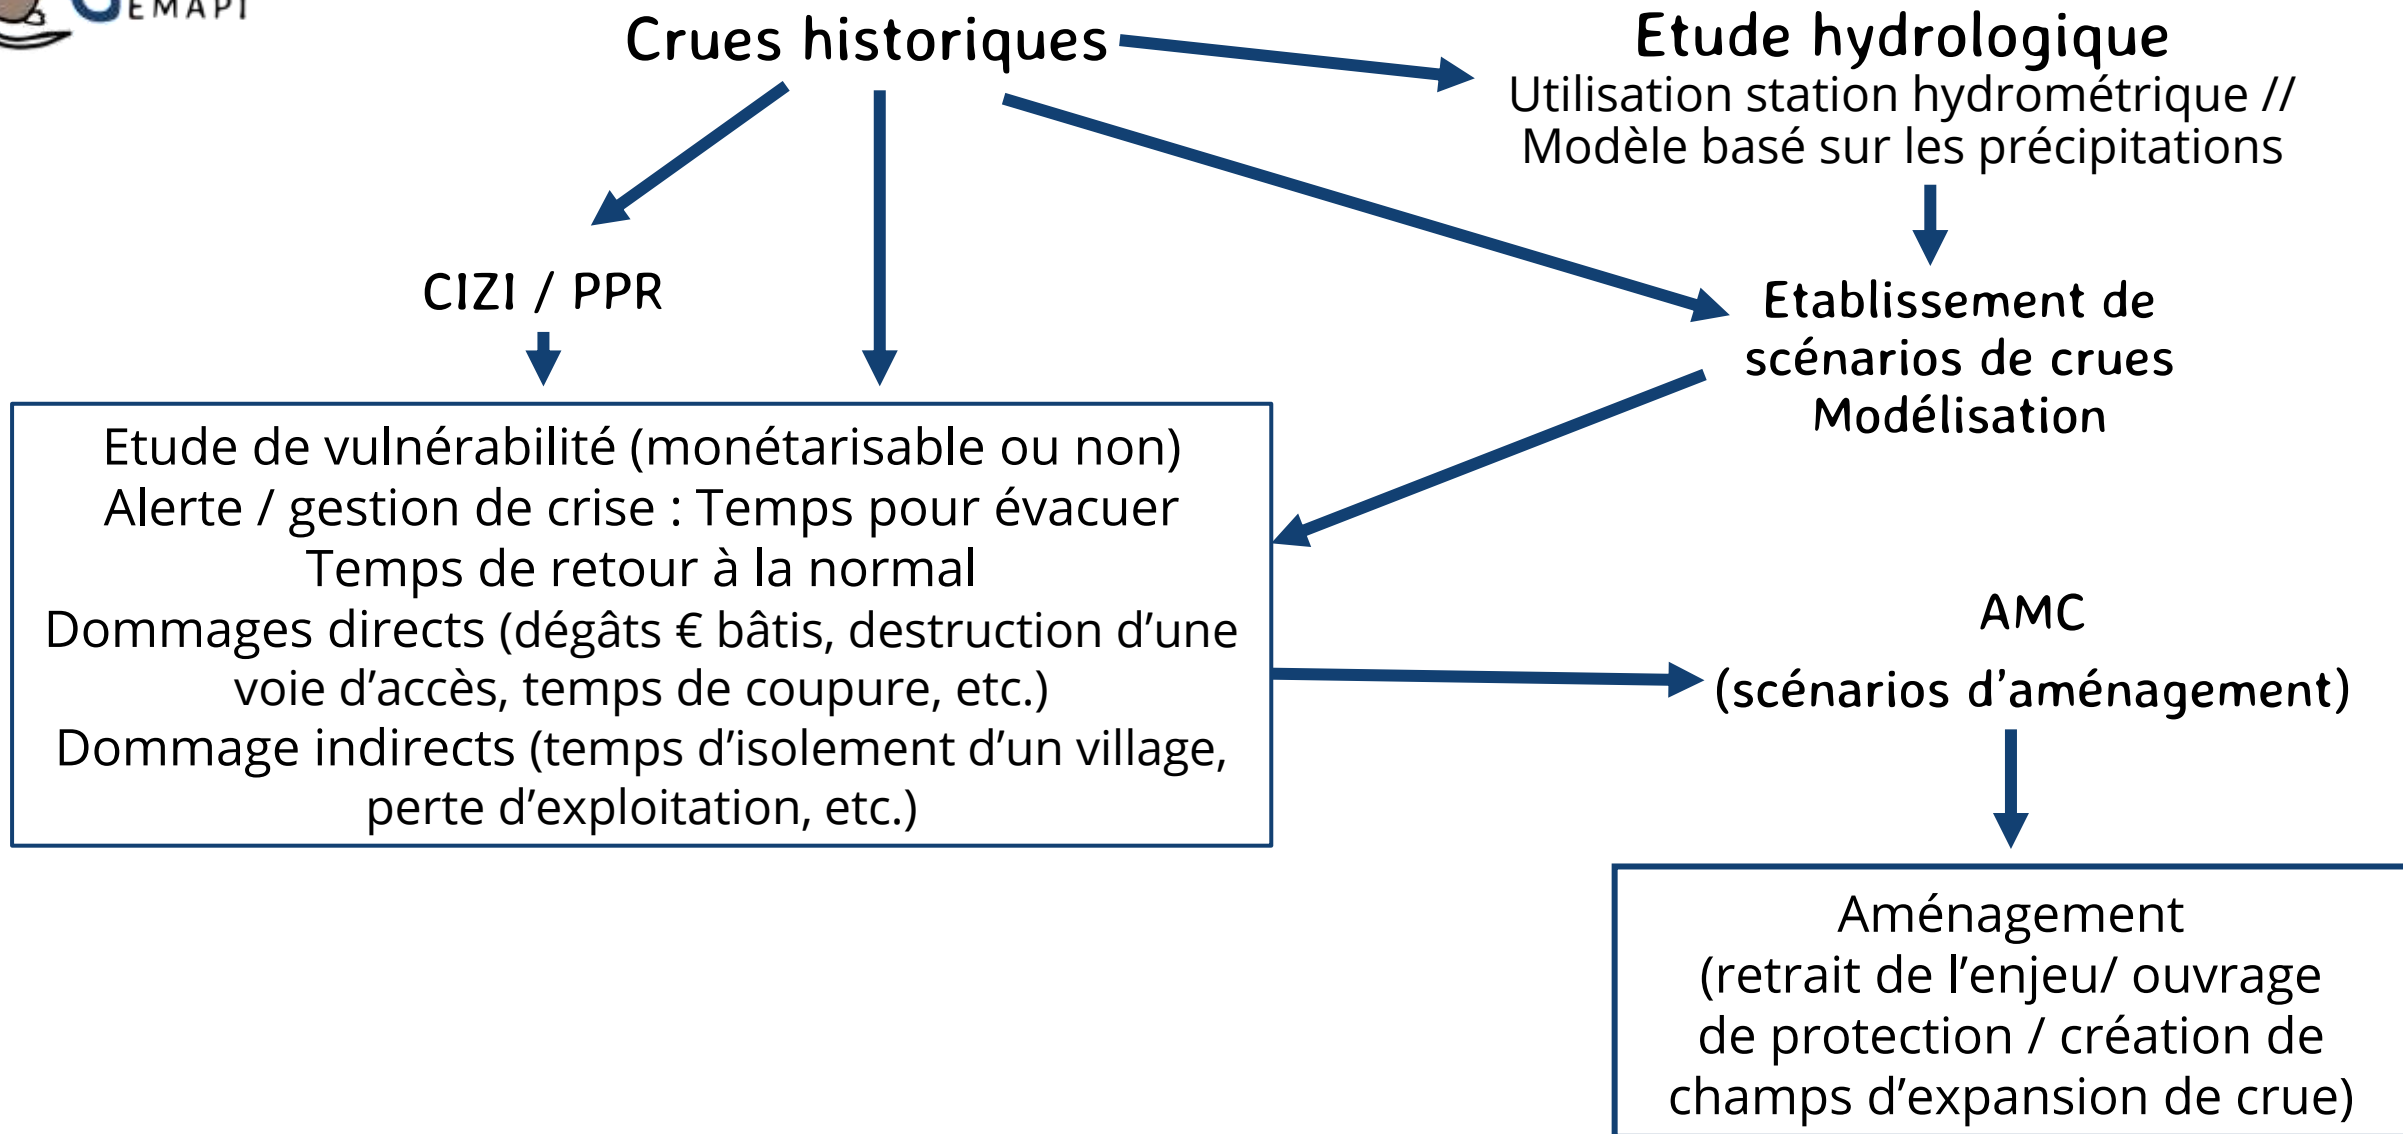 GEMAPI
Crues historiques
Etude hydrologique
Utilisation station hydrométrique //
Modèle basé sur les précipitations
CIZI / PPR
Etablissement de
scénarios de crues
Modélisation
Etude de vulnérabilité (monétarisable ou non)
Alerte / gestion de crise : Temps pour évacuer
Temps de retour à la normal
Dommages directs (dégâts € bâtis, destruction d’une
voie d’accès, temps de coupure, etc.)
Dommage indirects (temps d’isolement d’un village,
perte d’exploitation, etc.)
AMC
(scénarios d’aménagement)
Aménagement
(retrait de l’enjeu/ ouvrage
de protection / création de
champs d’expansion de crue)